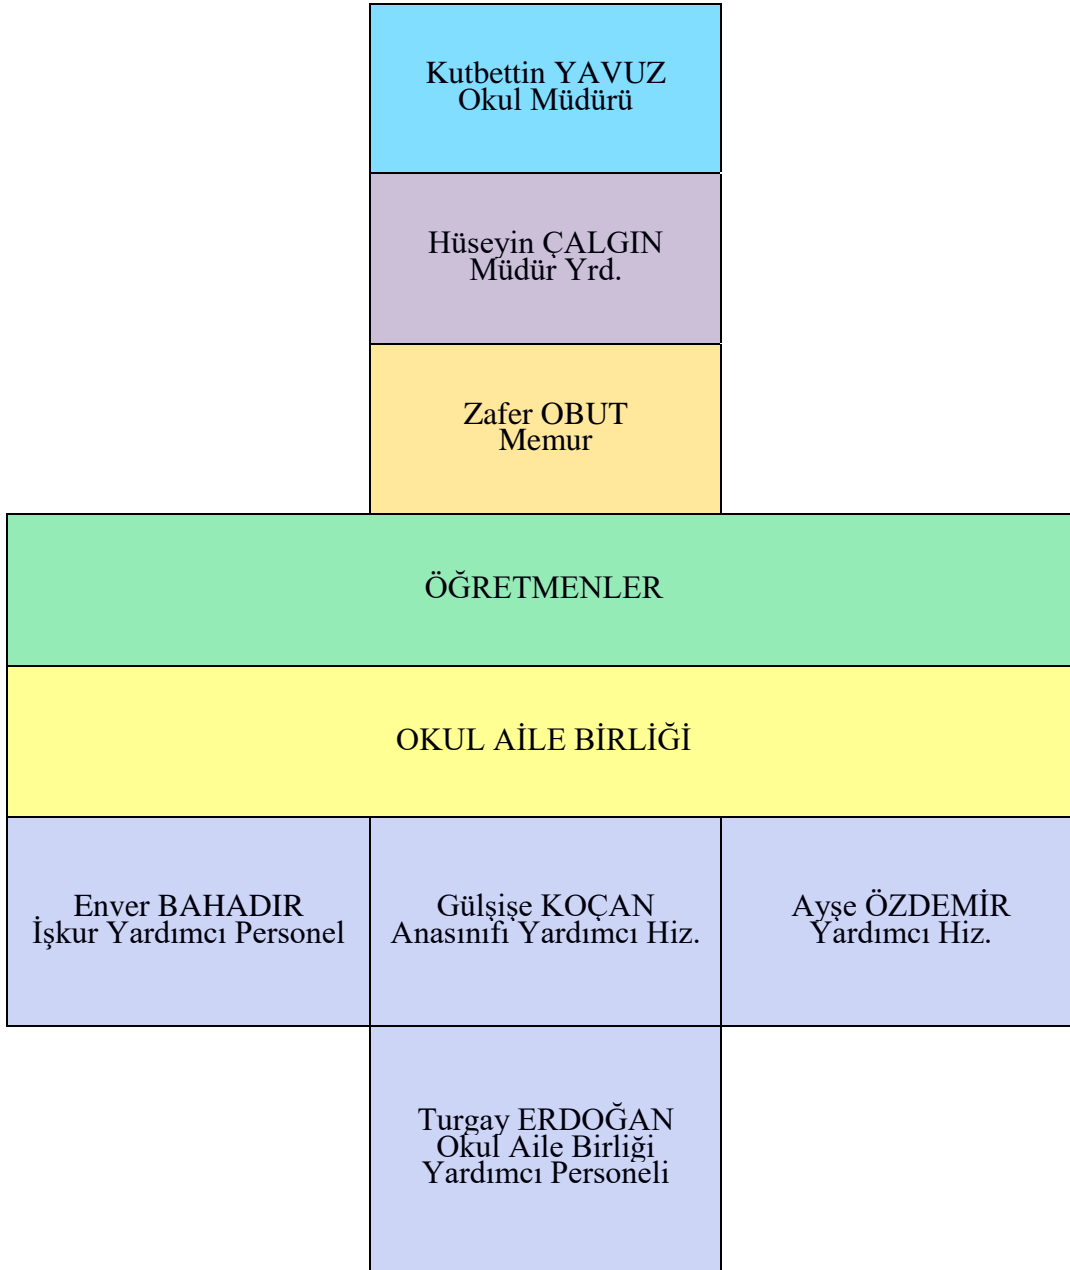 Kutbettin YAVUZ
Okul Müdürü
Hüseyin ÇALGIN
Müdür Yrd.
Zafer OBUT
Memur
ÖĞRETMENLER
OKUL AİLE BİRLİĞİ
Enver BAHADIR
İşkur Yardımcı Personel
Gülşişe KOÇAN
Anasınıfı Yardımcı Hiz.
Ayşe ÖZDEMİR
Yardımcı Hiz.
Turgay ERDOĞAN
Okul Aile Birliği
Yardımcı Personeli